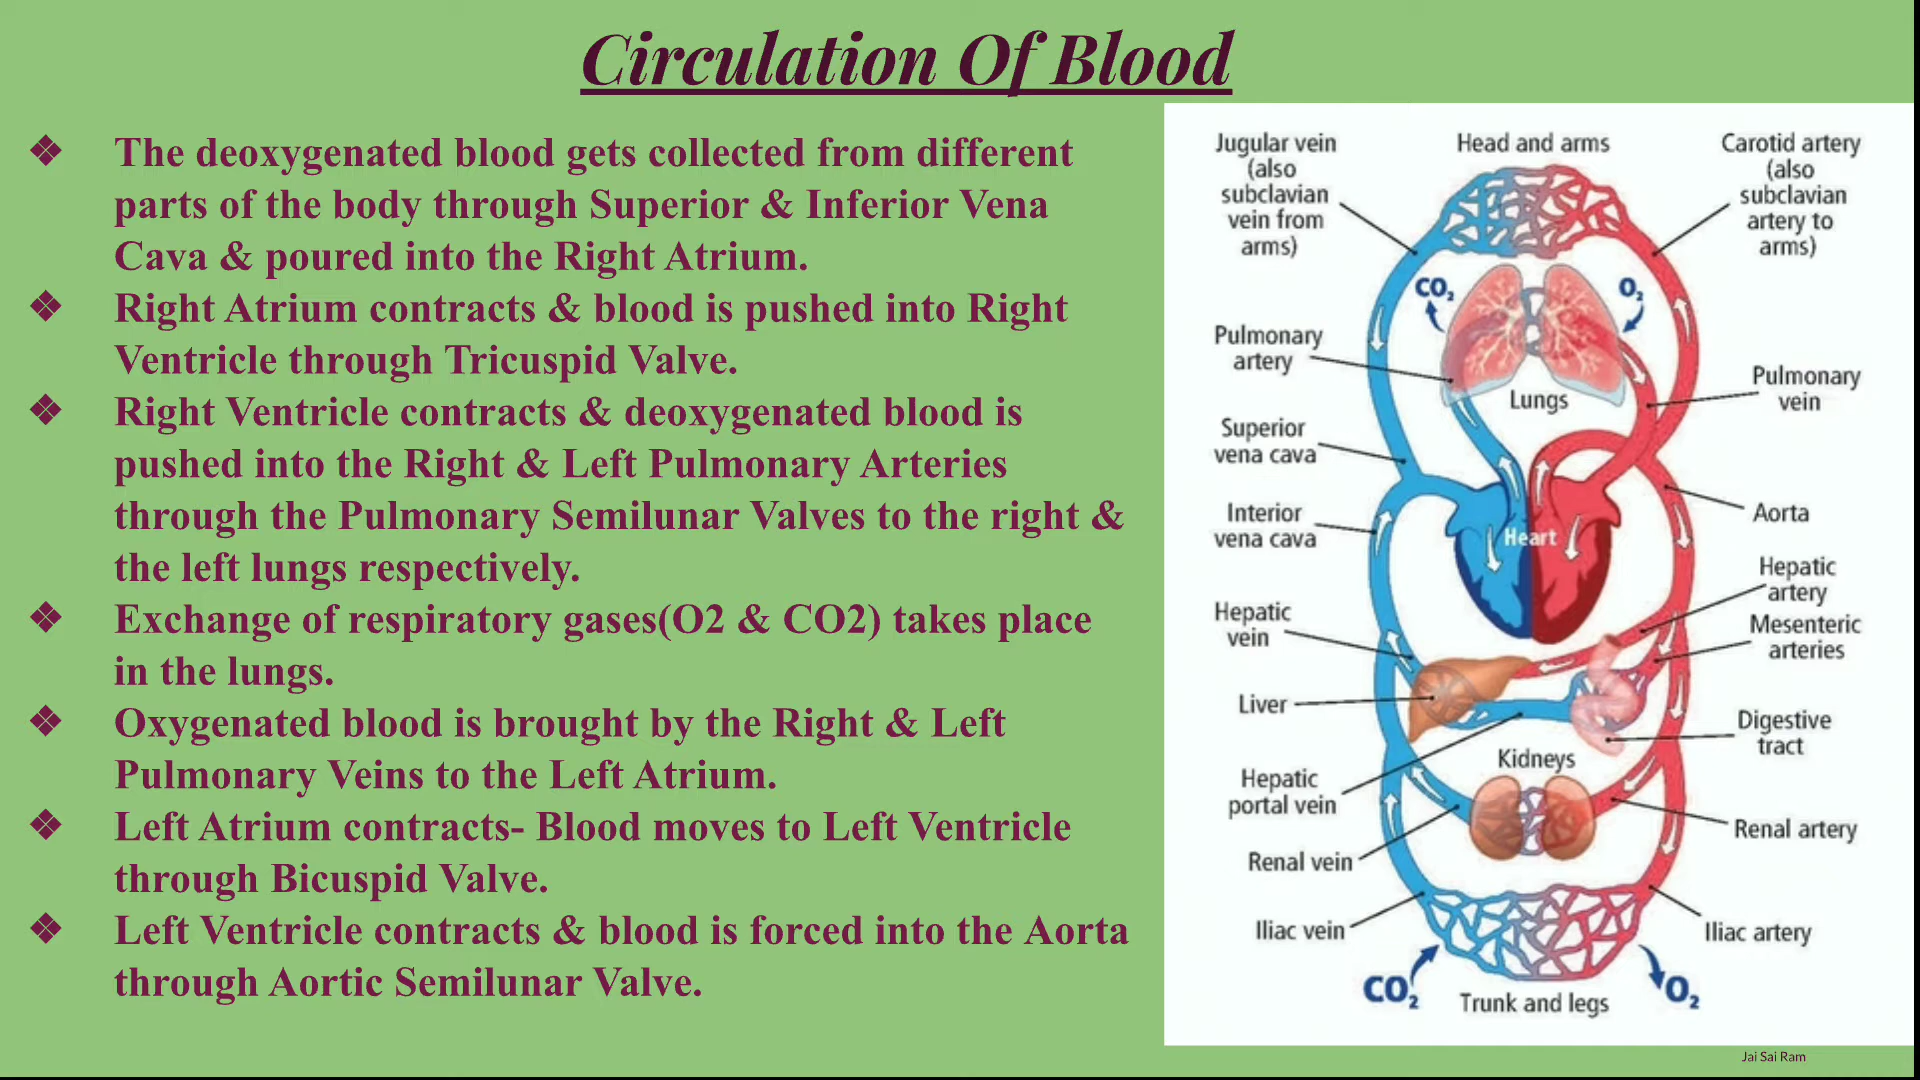 Circulation Of Blood
❖ The deoxygenated blood gets collected from different
parts of the body through Superior & Inferior Vena
Cava & poured into the Right Atrium.
❖ Right Atrium contracts & blood is pushed into Right
Ventricle through Tricuspid Valve.
❖ Right Ventricle contracts & deoxygenated blood is
pushed into the Right & Left Pulmonary Arteries
through the Pulmonary Semilunar Valves to the right &
the left lungs respectively.
❖ Exchange of respiratory gases(O2 & CO2) takes place
in the lungs.
❖ Oxygenated blood is brought by the Right & Left
Pulmonary Veins to the Left Atrium.
❖ Left Atrium contracts- Blood moves to Left Ventricle
through Bicuspid Valve.
❖ Left Ventricle contracts & blood is forced into the Aorta
through Aortic Semilunar Valve.
Jugular vein
(also
subclavian
vein from
arms)
Head and arms
Carotid artery
(also
subclavian
artery to
arms)
CO₂
O₂
Pulmonary
artery
Lungs
Pulmonary
vein
Superior
vena cava
Interior
vena cava
Aorta
Heart
Hepatic
artery
Hepatic
vein
Mesenteric
arteries
Liver
Digestive
tract
Kidneys
Hepatic
portal vein
Renal artery
Renal vein
Iliac vein
Iliac artery
CO₂
Trunk and legs
O₂
Jai Sai Ram